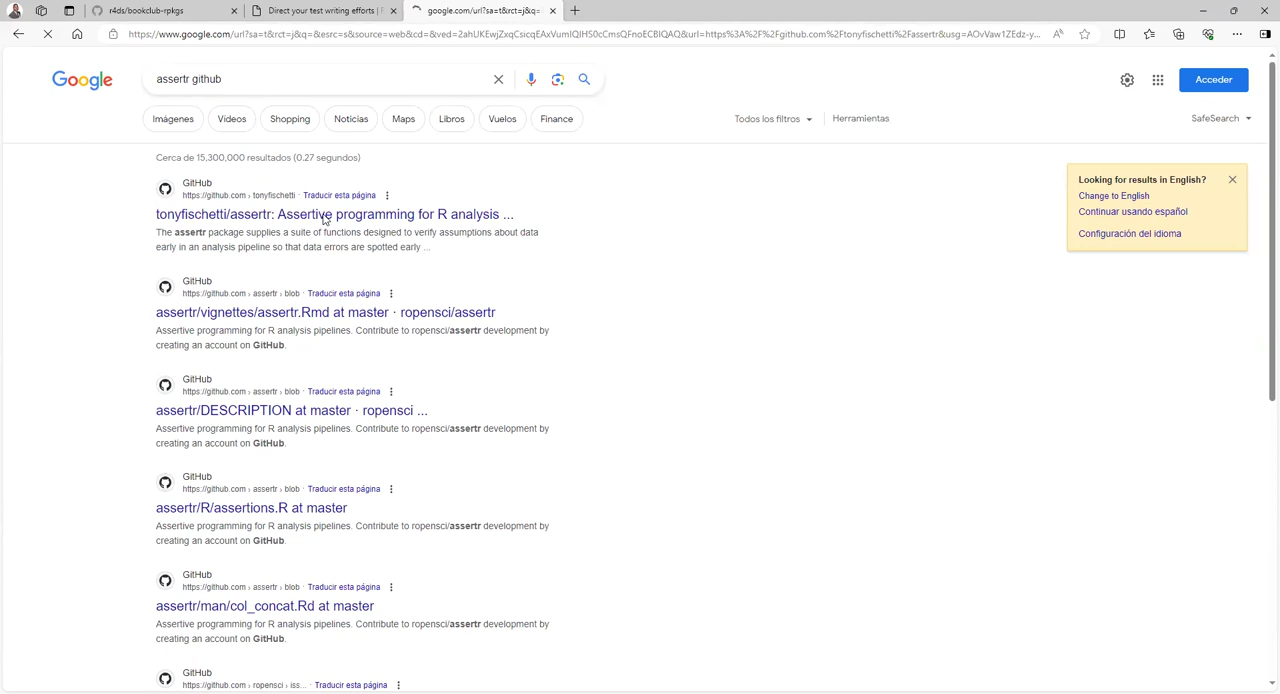 r4ds/bookclub-rpkgs
Direct your test writing efforts | F
google.com/url?sa=t&rct=j&q=
https://www.google.com/url?sa=t&rct=j&q=&esrc=s&source=web&cd=&ved=2ahUKEwjZxqCsicqEAxVumIQIHS0cCmsQFnoECBIQAQ&url=https%3A%2F%2Fgithub.com%2Ftonyfischetti%2Fassertr&usg=AOvVaw1ZEdz-y...
Google
assertr github
Acceder
Imágenes
Videos
Shopping
Noticias
Maps
Libros
Vuelos
Finance
Todos los filtros
Herramientas
SafeSearch
Cerca de 15,300,000 resultados (0.27 segundos)
GitHub
https://github.com › tonyfischetti · Traducir esta página
tonyfischetti/assertr: Assertive programming for R analysis ...
The assertr package supplies a suite of functions designed to verify assumptions about data
early in an analysis pipeline so that data errors are spotted early ...
GitHub
https://github.com › assertr › blob · Traducir esta página
assertr/vignettes/assertr.Rmd at master · ropensci/assertr
Assertive programming for R analysis pipelines. Contribute to ropensci/assertr development by
creating an account on GitHub.
GitHub
https://github.com › assertr › blob · Traducir esta página
assertr/DESCRIPTION at master · ropensci ...
Assertive programming for R analysis pipelines. Contribute to ropensci/assertr development by
creating an account on GitHub.
GitHub
https://github.com › assertr › blob · Traducir esta página
assertr/R/assertions.R at master
Assertive programming for R analysis pipelines. Contribute to ropensci/assertr development by
creating an account on GitHub.
GitHub
https://github.com › assertr › blob · Traducir esta página
assertr/man/col_concat.Rd at master
Assertive programming for R analysis pipelines. Contribute to ropensci/assertr development by
creating an account on GitHub.
GitHub
https://github.com › ropensci › iss... · Traducir esta página
Looking for results in English?
Change to English
Continuar usando español
Configuración del idioma